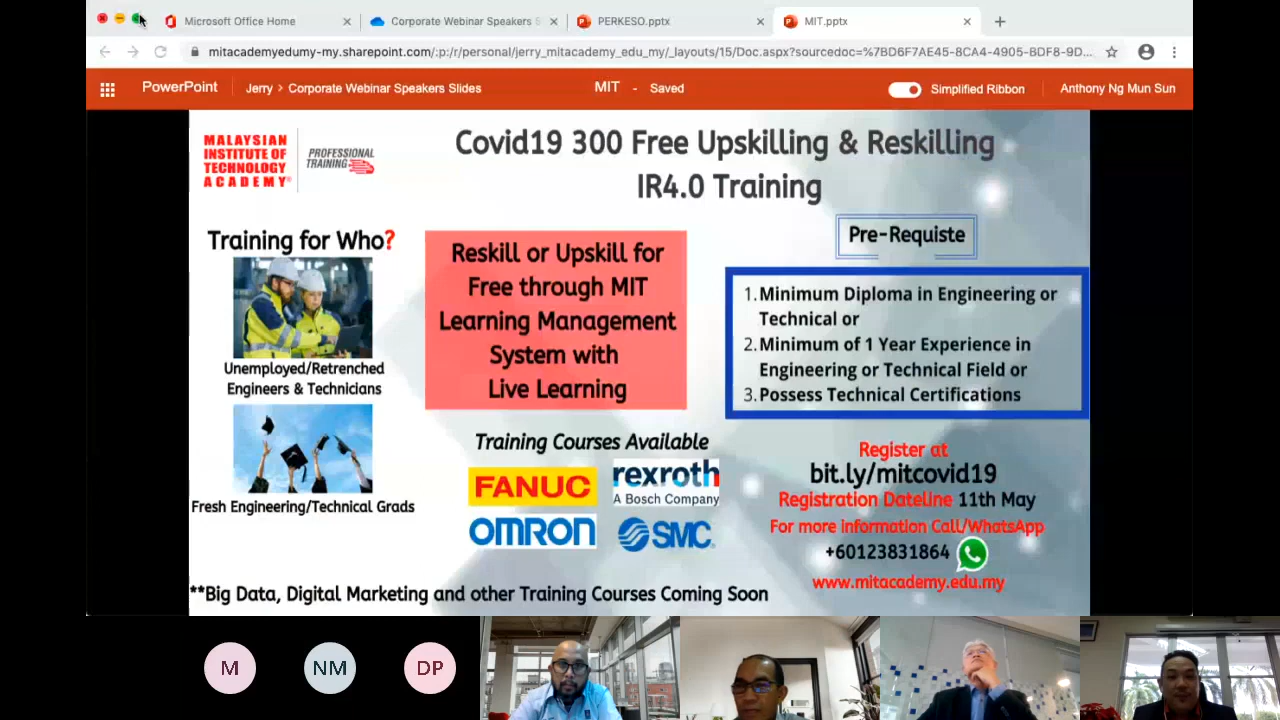 Microsoft Office Home
Corporate Webinar Speakers S
PERKESO.pptx
MIT.pptx
mitacademyedumy-my.sharepoint.com/:p:/r/personal/jerry_mitacademy_edu_my/_layouts/15/Doc.aspx?sourcedoc=%7BD6F7AE45-8CA4-4905-BDF8-9D...
PowerPoint
Jerry > Corporate Webinar Speakers Slides
MIT - Saved
Simplified Ribbon
Anthony Ng Mun Sun
MALAYSIAN
INSTITUTE OF
TECHNOLOGY
ACADEMY®
PROFESSIONAL
TRAINING
Covid19 300 Free Upskilling & Reskilling
IR4.0 Training
Training for Who?
Unemployed/Retrenched
Engineers & Technicians
Fresh Engineering/Technical Grads
Reskill or Upskill for
Free through MIT
Learning Management
System with
Live Learning
Pre-Requiste
1. Minimum Diploma in Engineering or
Technical or
2. Minimum of 1 Year Experience in
Engineering or Technical Field or
3. Possess Technical Certifications
Training Courses Available
FANUC
rexroth
A Bosch Company
OMRON
SMC
Register at
bit.ly/mitcovid19
Registration Dateline 11th May
For more information Call/WhatsApp
+60123831864
www.mitacademy.edu.my
**Big Data, Digital Marketing and other Training Courses Coming Soon
M
NM
DP